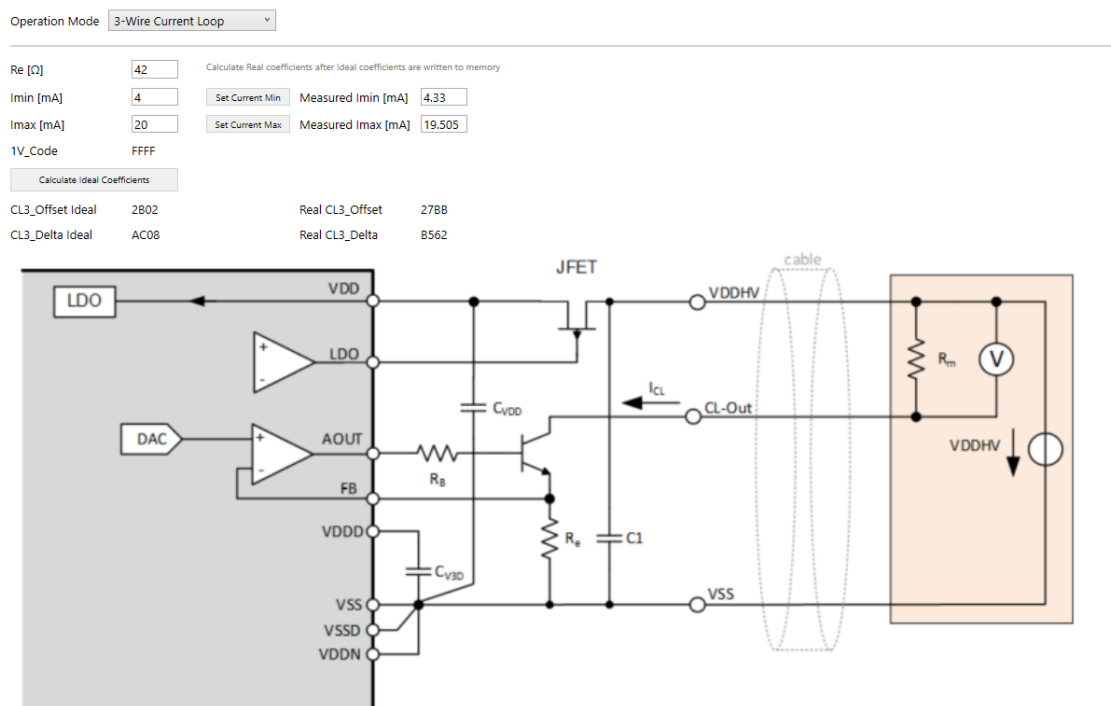 Operation Mode 3-Wire Current Loop
Re [Ω] 42 Calculate Real coefficients after Ideal coefficients are written to memory
Imin [mA] 4 Set Current Min Measured Imin [mA] 4.33
Imax [mA] 20 Set Current Max Measured Imax [mA] 19.505
1V_Code FFFF
Calculate Ideal Coefficients
CL3_Offset Ideal 2B02 Real CL3_Offset 27BB
CL3_Delta Ideal AC08 Real CL3_Delta B562
JFET
cable
VDD
VDDHV
LDO
+
-
LDO
Rm
V
ICL
CVDD
CL-Out
DAC
+
-
AOUT
RB
VDDHV
FB
VDDD
Re
C1
CV3D
VSS
VSS
VSSD
VDDN